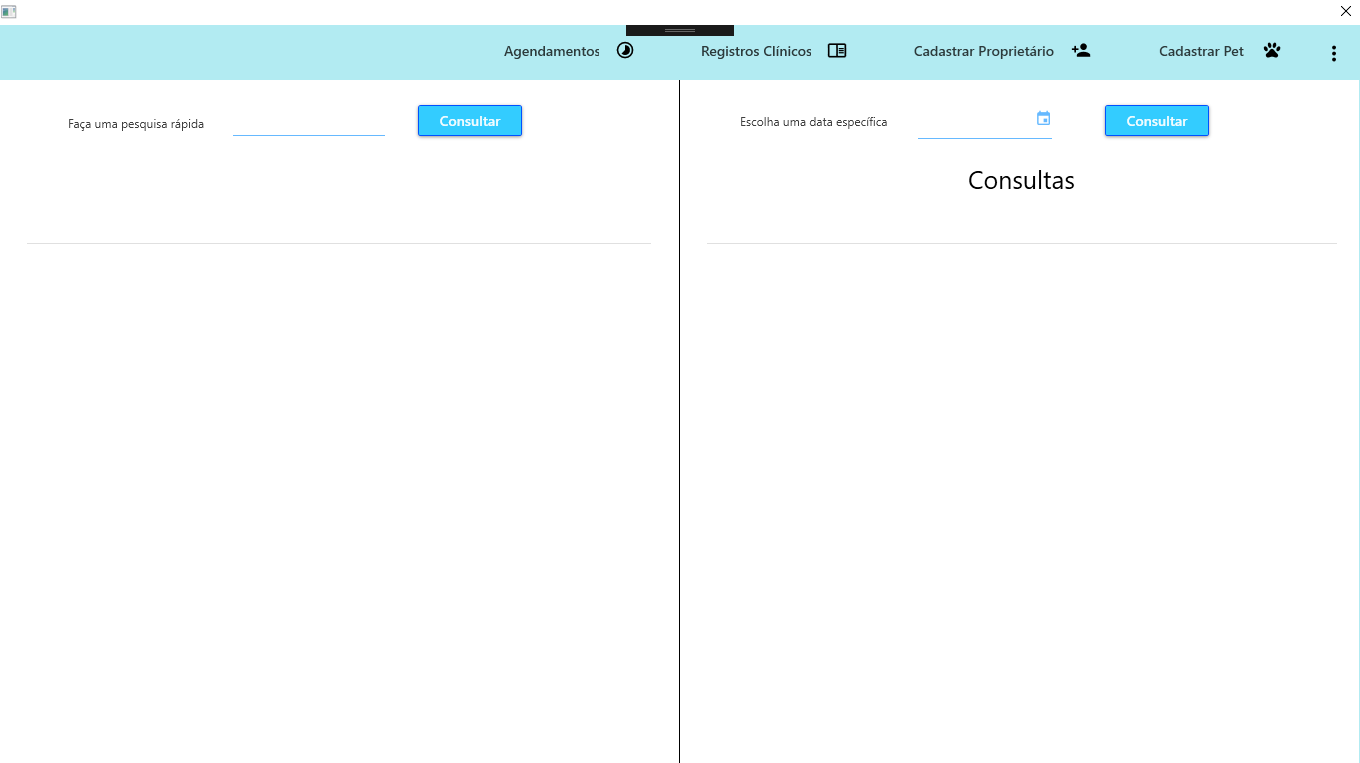 Agendamentos
Registros Clínicos
Cadastrar Proprietário
Cadastrar Pet
Faça uma pesquisa rápida
Consultar
Escolha uma data específica
Consultar
Consultas